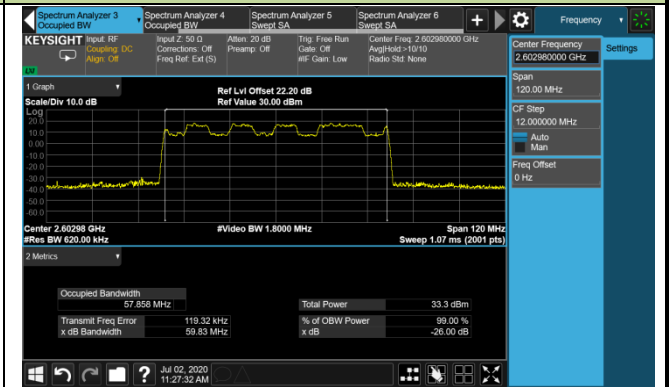 Spectrum Analyzer 3
Occupied BW
Spectrum Analyzer 4
Occupied BW
Spectrum Analyzer 5
Swept SA
Spectrum Analyzer 6
Swept SA
+
Frequency
KEYSIGHT
Input: RF
Coupling: DC
Align: Off
Input Z: 50 Ω
Corrections: Off
Freq Ref: Ext (S)
Atten: 20 dB
Preamp: Off
Trig: Free Run
Gate: Off
#IF Gain: Low
Center Freq: 2.602980000 GHz
Avg|Hold:>10/10
Radio Std: None
LV
Center Frequency
2.602980000 GHz
Settings
Span
120.00 MHz
CF Step
12.000000 MHz
Auto
Man
Freq Offset
0 Hz
1 Graph
Scale/Div 10.0 dB
Ref Lvl Offset 22.20 dB
Ref Value 30.00 dBm
Log
20.0
10.0
0.00
-10.0
-20.0
-30.0
-40.0
-50.0
-60.0
Center 2.60298 GHz
#Res BW 620.00 kHz
#Video BW 1.8000 MHz
Span 120 MHz
Sweep 1.07 ms (2001 pts)
2 Metrics
Occupied Bandwidth
57.858 MHz
Total Power 33.3 dBm
Transmit Freq Error 119.32 kHz
% of OBW Power 99.00 %
x dB Bandwidth 59.83 MHz
x dB -26.00 dB
?
Jul 02, 2020
11:27:32 AM